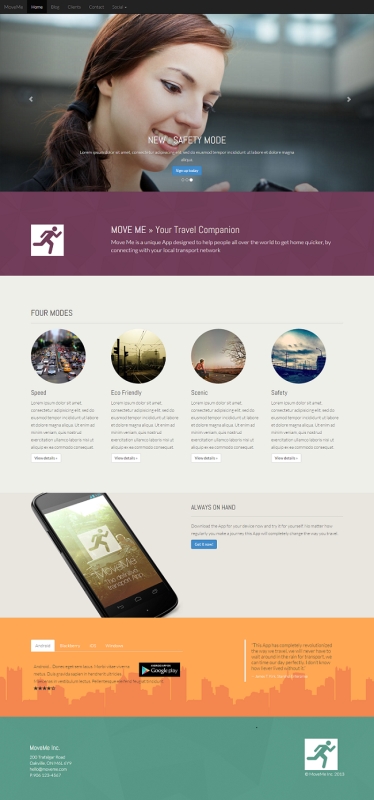 MoveMe Home Blog Clients Contact Social
NEW - SAFETY MODE
Lorem ipsum dolor sit amet, consectetur adipisicing elit, sed do eiusmod tempor incididunt ut labore et dolore magna
aliqua.
Sign up today
MOVE ME » Your Travel Companion
Move Me is a unique App designed to help people all over the world to get home quicker, by
connecting with your local transport network
FOUR MODES
Speed
Lorem ipsum dolor sit amet,
consectetur adipisicing elit, sed do
eiusmod tempor incididunt ut labore
et dolore magna aliqua. Ut enim ad
minim veniam, quis nostrud
exercitation ullamco laboris nisi ut
aliquip ex ea commodo consequat.
View details »
Eco Friendly
Lorem ipsum dolor sit amet,
consectetur adipisicing elit, sed do
eiusmod tempor incididunt ut labore
et dolore magna aliqua. Ut enim ad
minim veniam, quis nostrud
exercitation ullamco laboris nisi ut
aliquip ex ea commodo consequat.
View details »
Scenic
Lorem ipsum dolor sit amet,
consectetur adipisicing elit, sed do
eiusmod tempor incididunt ut labore
et dolore magna aliqua. Ut enim ad
minim veniam, quis nostrud
exercitation ullamco laboris nisi ut
aliquip ex ea commodo consequat.
View details »
Safety
Lorem ipsum dolor sit amet,
consectetur adipisicing elit, sed do
eiusmod tempor incididunt ut labore
et dolore magna aliqua. Ut enim ad
minim veniam, quis nostrud
exercitation ullamco laboris nisi ut
aliquip ex ea commodo consequat.
View details »
MoveMe
ALWAYS ON HAND.
Download the App for your device now and try it for yourself. No matter how
regularly you make a journey this App will completely change the way you travel.
Get it now!
Android BlackBerry iOS Windows
Google play
"This App has completely revolutionized
the way we travel, we will never have to
wait around in the rain for transport, we
can time our day perfectly. I don't know
how I ever lived without it."
MoveMe Inc.
200 Trafalgar Road
Oakville, ON M4L 6T9
hello@moveme.com
P: 906 123-4567
© MoveMe Inc. 2013